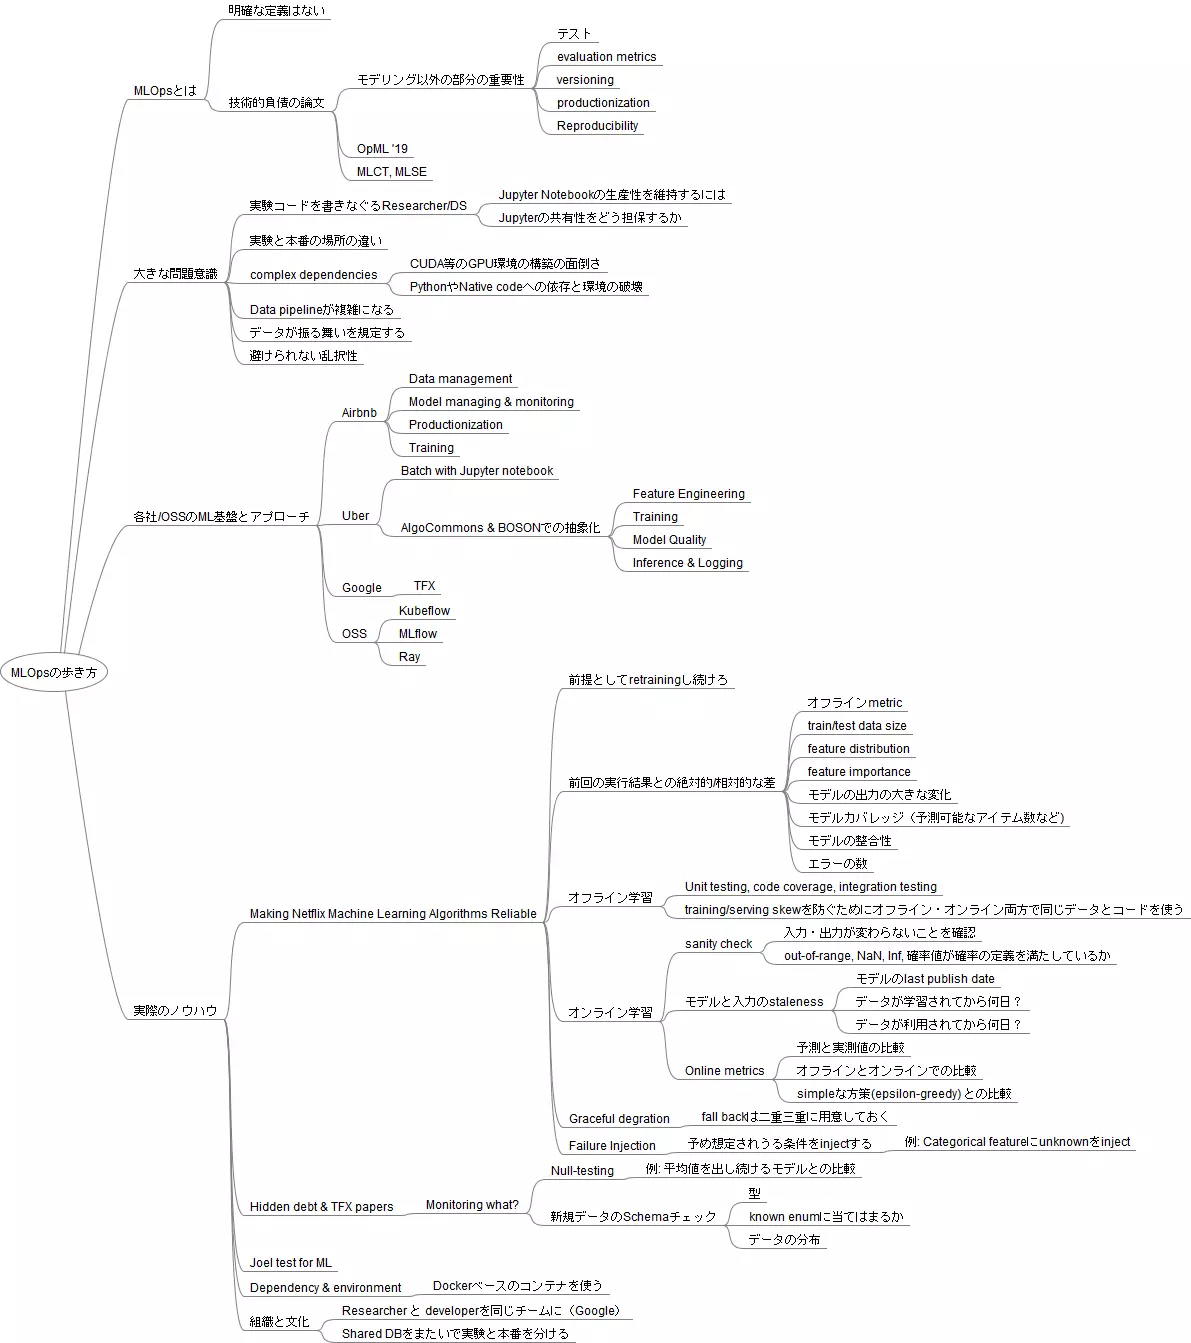 明確な定義はない
テスト
evaluation metrics
モデリング以外の部分の重要性
versioning
MLOpsとは
技術的負債の論文
productionization
Reproducibility
OpML '19
MLCT, MLSE
Jupyter Notebookの生産性を維持するには
実験コードを書きなぐるResearcher/DS
Jupyterの共有性をどう担保するか
実験と本番の場所の違い
CUDA等のGPU環境の構築の面倒さ
大きな問題意識
complex dependencies
PythonやNative codeへの依存と環境の破壊
Data pipelineが複雑になる
データが振る舞いを規定する
避けられない乱択性
Data management
Model managing & monitoring
Airbnb
Productionization
Training
Batch with Jupyter notebook
Feature Engineering
各社/OSSのML基盤とアプローチ
Uber
Training
AlgoCommons & BOSONでの抽象化
Model Quality
Inference & Logging
Google
TFX
Kubeflow
OSS
MLflow
Ray
MLOpsの歩き方
前提としてretrainingし続けろ
オフラインmetric
train/test data size
feature distribution
feature importance
前回の実行結果との絶対的/相対的な差
モデルの出力の大きな変化
モデルカバレッジ（予測可能なアイテム数など)
モデルの整合性
エラーの数
Unit testing, code coverage, integration testing
オフライン学習
training/serving skewを防ぐためにオフライン・オンライン両方で同じデータとコードを使う
Making Netflix Machine Learning Algorithms Reliable
入力・出力が変わらないことを確認
sanity check
out-of-range, NaN, Inf, 確率値が確率の定義を満たしているか
モデルのlast publish date
モデルと入力のstaleness
データが学習されてから何日？
オンライン学習
データが利用されてから何日？
予測と実測値の比較
Online metrics
オフラインとオンラインでの比較
simpleな方策(epsilon-greedy) との比較
実際のノウハウ
Graceful degration
fall backは二重三重に用意しておく
Failure Injection
予め想定されうる条件をinjectする
例: Categorical featureにunknownをinject
Null-testing
例: 平均値を出し続けるモデルとの比較
Hidden debt & TFX papers
Monitoring what?
型
新規データのSchemaチェック
known enumに当てはまるか
データの分布
Joel test for ML
Dependency & environment
Dockerベースのコンテナを使う
組織と文化
Researcher と developerを同じチームに（Google）
Shared DBをまたいで実験と本番を分ける